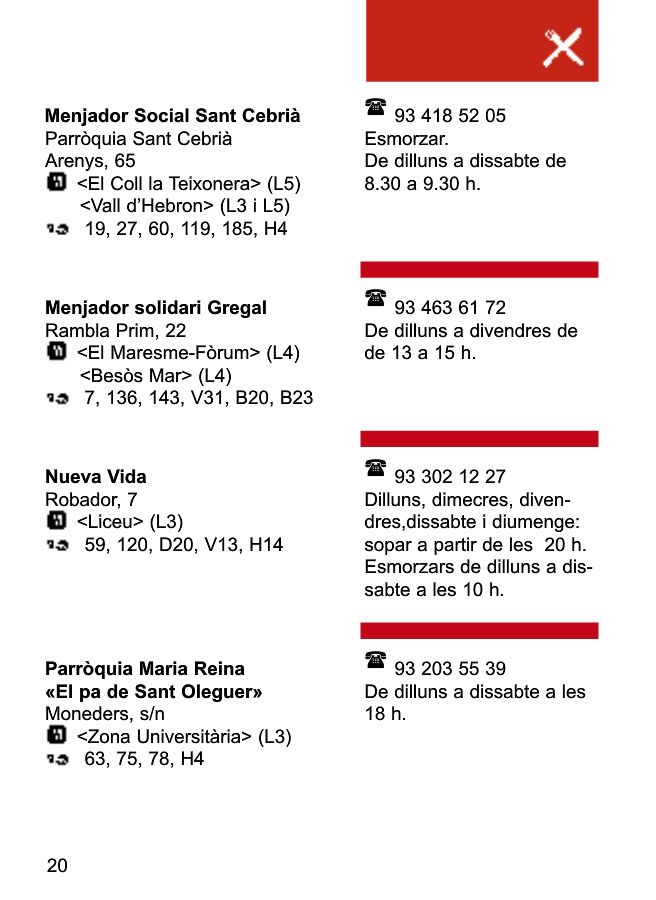 Menjador Social Sant Cebrià
Parròquia Sant Cebrià
Arenys, 65
<El Coll la Teixonera> (L5)
<Vall d’Hebron> (L3 i L5)
19, 27, 60, 119, 185, H4
93 418 52 05
Esmorzar.
De dilluns a dissabte de
8.30 a 9.30 h.
Menjador solidari Gregal
Rambla Prim, 22
<El Maresme-Fòrum> (L4)
<Besòs Mar> (L4)
7, 136, 143, V31, B20, B23
93 463 61 72
De dilluns a divendres de
de 13 a 15 h.
Nueva Vida
Robador, 7
<Liceu> (L3)
59, 120, D20, V13, H14
93 302 12 27
Dilluns, dimecres, diven-
dres,dissabte i diumenge:
sopar a partir de les  20 h.
Esmorzars de dilluns a dis-
sabte a les 10 h.
Parròquia Maria Reina
«El pa de Sant Oleguer»
Moneders, s/n
<Zona Universitària> (L3)
63, 75, 78, H4
93 203 55 39
De dilluns a dissabte a les
18 h.
20